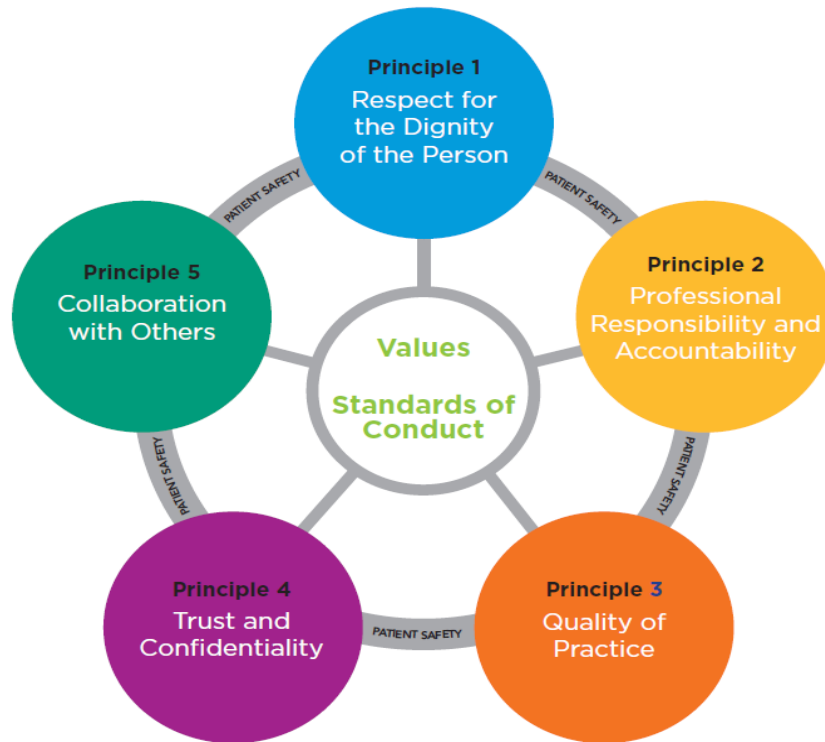 Principle 1
Respect for
the Dignity
of the Person
PATIENT SAFETY
PATIENT SAFETY
Principle 5
Collaboration
with Others
Principle 2
Professional
Responsibility and
Accountability
Values
Standards of
Conduct
PATIENT SAFETY
PATIENT SAFETY
Principle 4
Trust and
Confidentiality
PATIENT SAFETY
Principle 3
Quality of
Practice